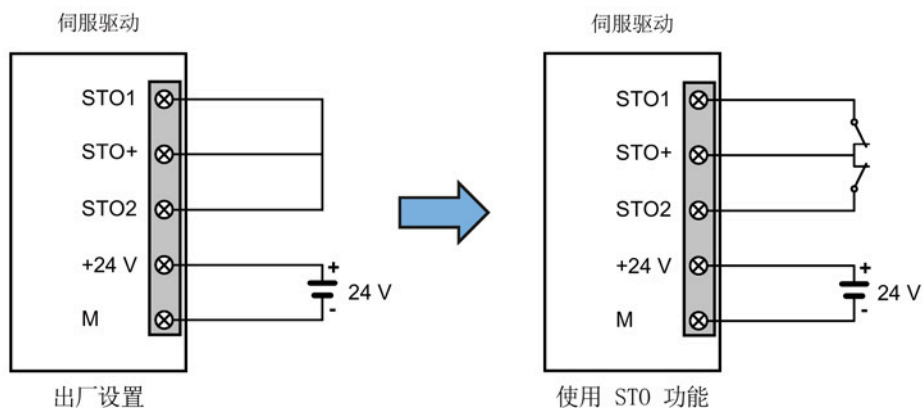 伺服驱动
STO1
STO+
STO2
+24 V
M
+
24 V
-
出厂设置
伺服驱动
STO1
STO+
STO2
+24 V
M
+
24 V
-
使用 STO 功能